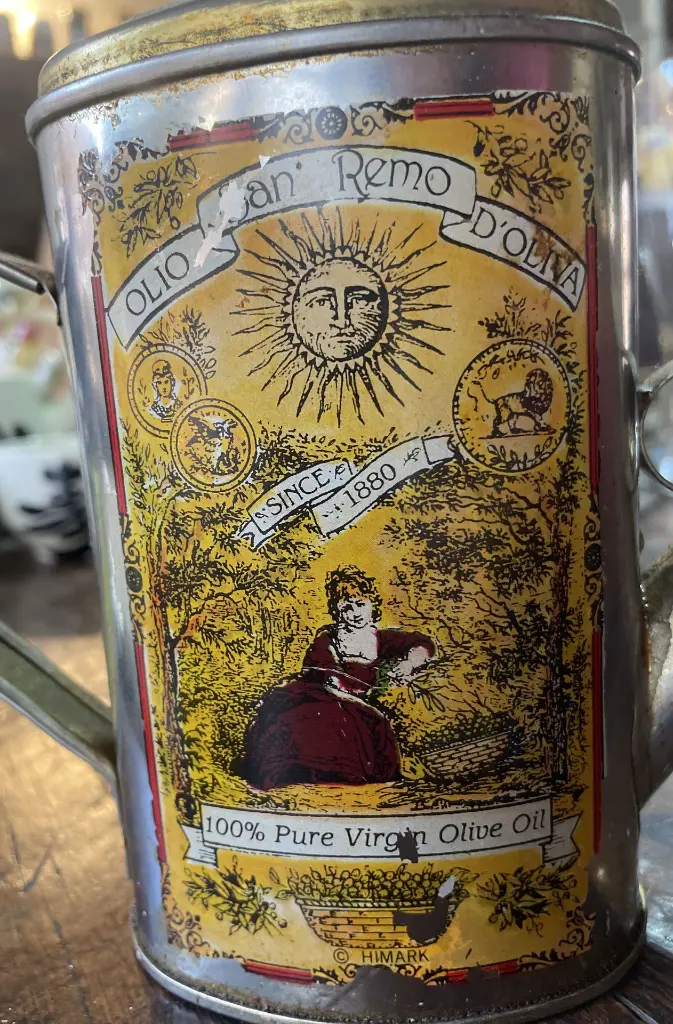 OLIO San Remo D'OLIVA
SINCE
1880
100% Pure Virgin Olive Oil
© HIMARK